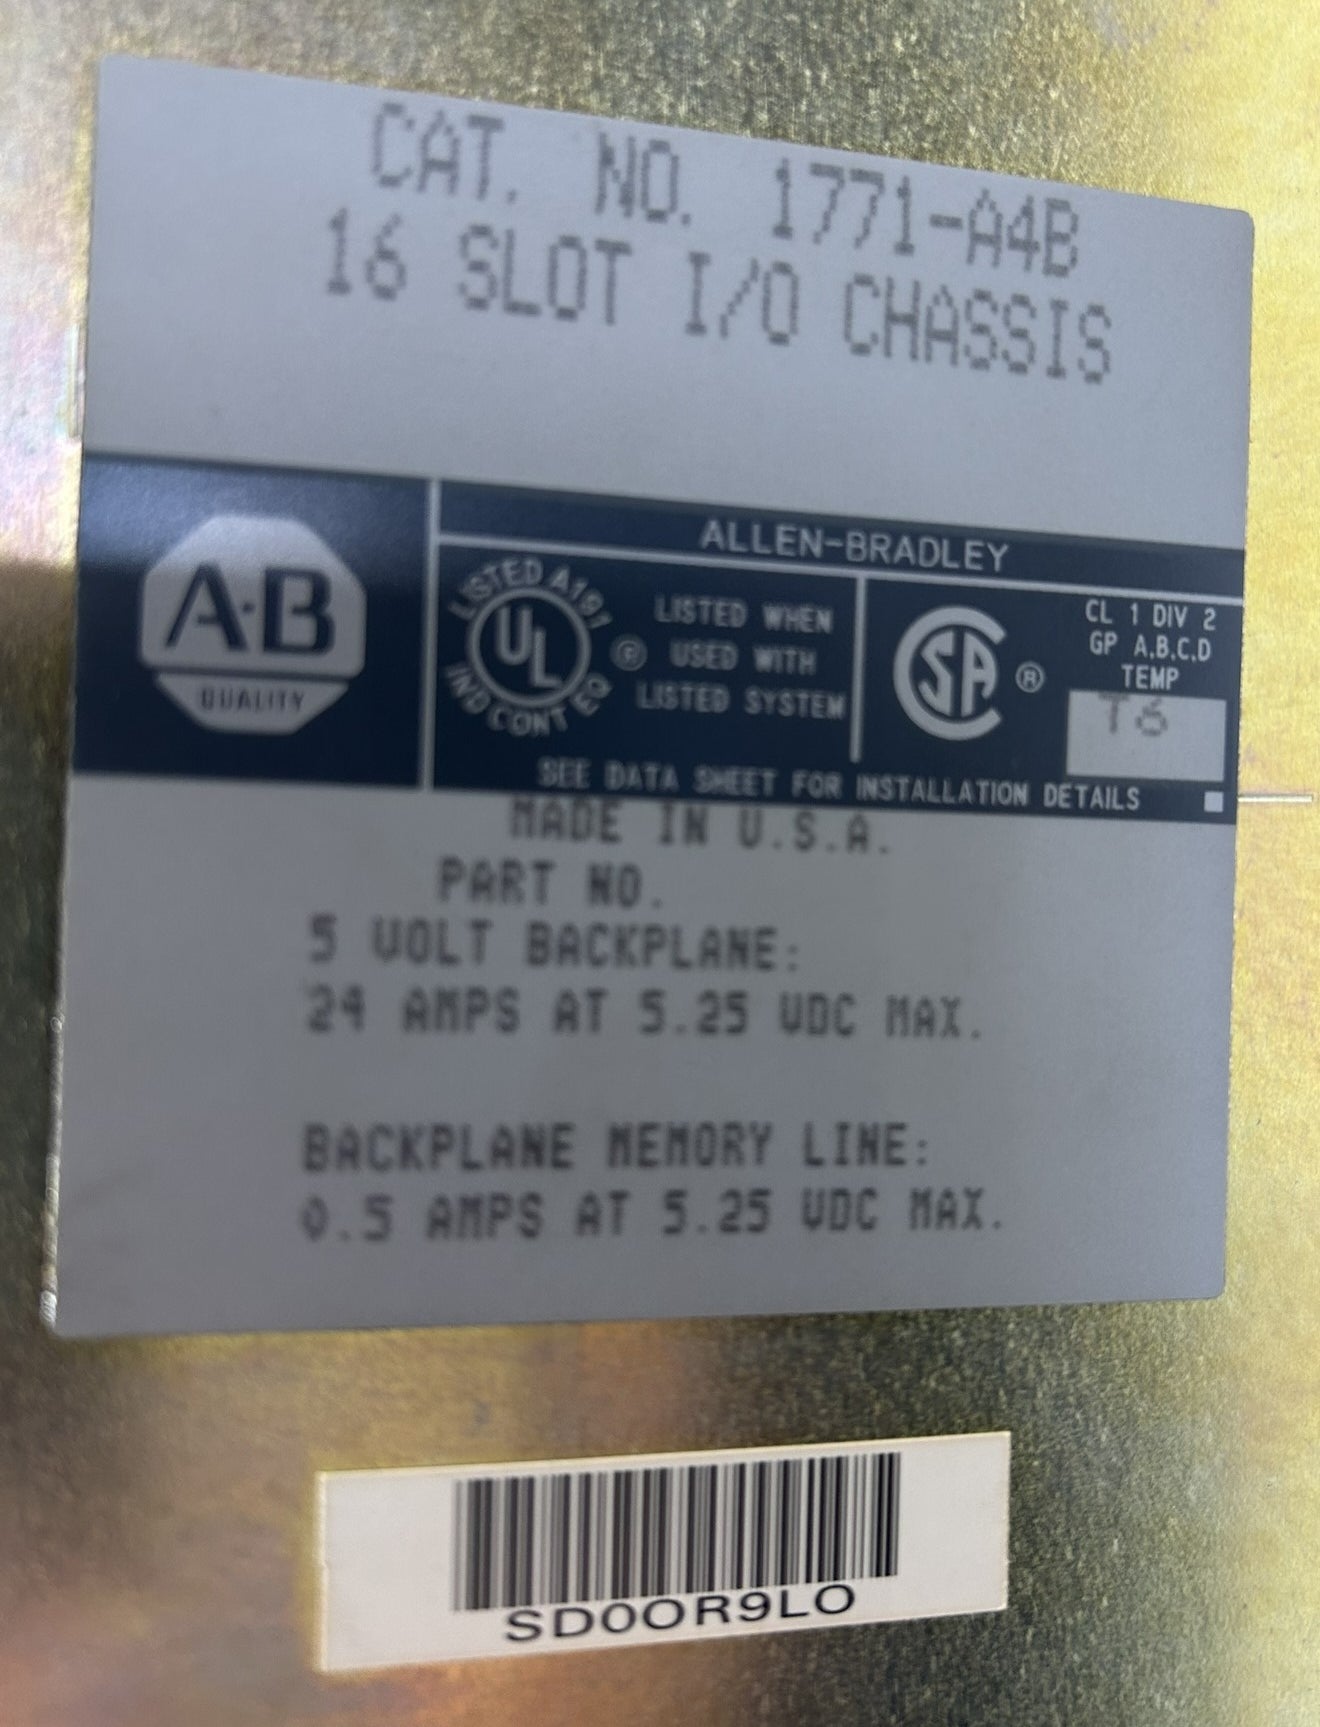 CAT. NO. 1771-A4B
16 SLOT I/O CHASSIS
ALLEN-BRADLEY
A·B
QUALITY
LISTED A191
UL
IND CONT EQ
®
LISTED WHEN
USED WITH
LISTED SYSTEM
SA ®
CL 1 DIV 2
GP A,B,C,D
TEMP
T6
SEE DATA SHEET FOR INSTALLATION DETAILS
MADE IN U.S.A.
PART NO.
5 VOLT BACKPLANE:
24 AMPS AT 5.25 VDC MAX.
BACKPLANE MEMORY LINE:
0.5 AMPS AT 5.25 VDC MAX.
SD00R9LO